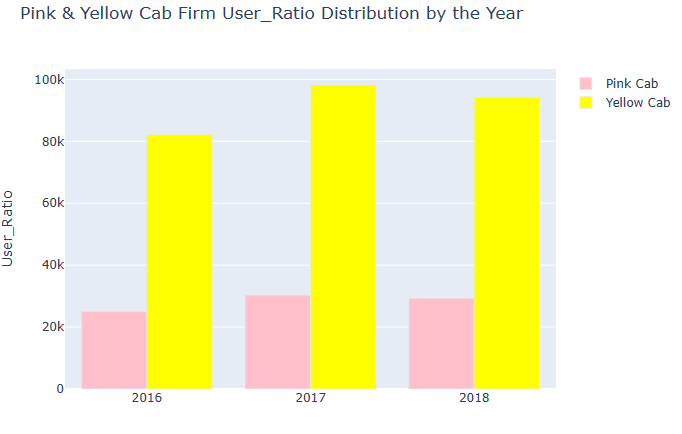 Pink & Yellow Cab Firm User_Ratio Distribution by the Year
100k
80k
60k
40k
20k
0
User_Ratio
2016 2017 2018
Pink Cab
Yellow Cab